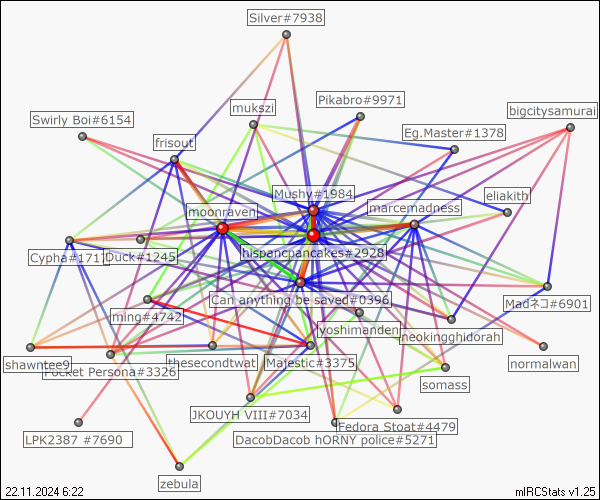 Silver#7938
Pikabro#9971
mukszi
bigcitysamurai
Swirly Boi#6154
Eg.Master#1378
frisout
Mushy#1984
eliakith
moonraven
marcemadness
hispancpancakes#2928
Cypha#1717
Duck#1245
Can anything be saved#0396
Madネコ#6901
ming#4742
yoshimanden
neokingghidorah
shawntee9
Pocket Persona#3326
thesecondtwat
Majestic#3375
normalwan
somass
JKOUYH VIII#7034
Fedora Stoat#4479
LPK2387 #7690
DacobDacob hORNY police#5271
zebula
22.11.2024 6:22
mIRCStats v1.25